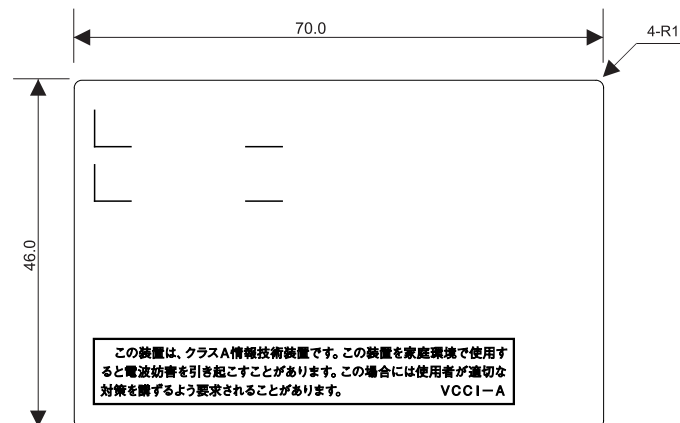 70.0
4-R1
46.0
この装置は、クラスA情報技術装置です。この装置を家庭環境で使用す
ると電波妨害を引き起こすことがあります。この場合には使用者が適切な
対策を講ずるよう要求されることがあります。 VCCI－A